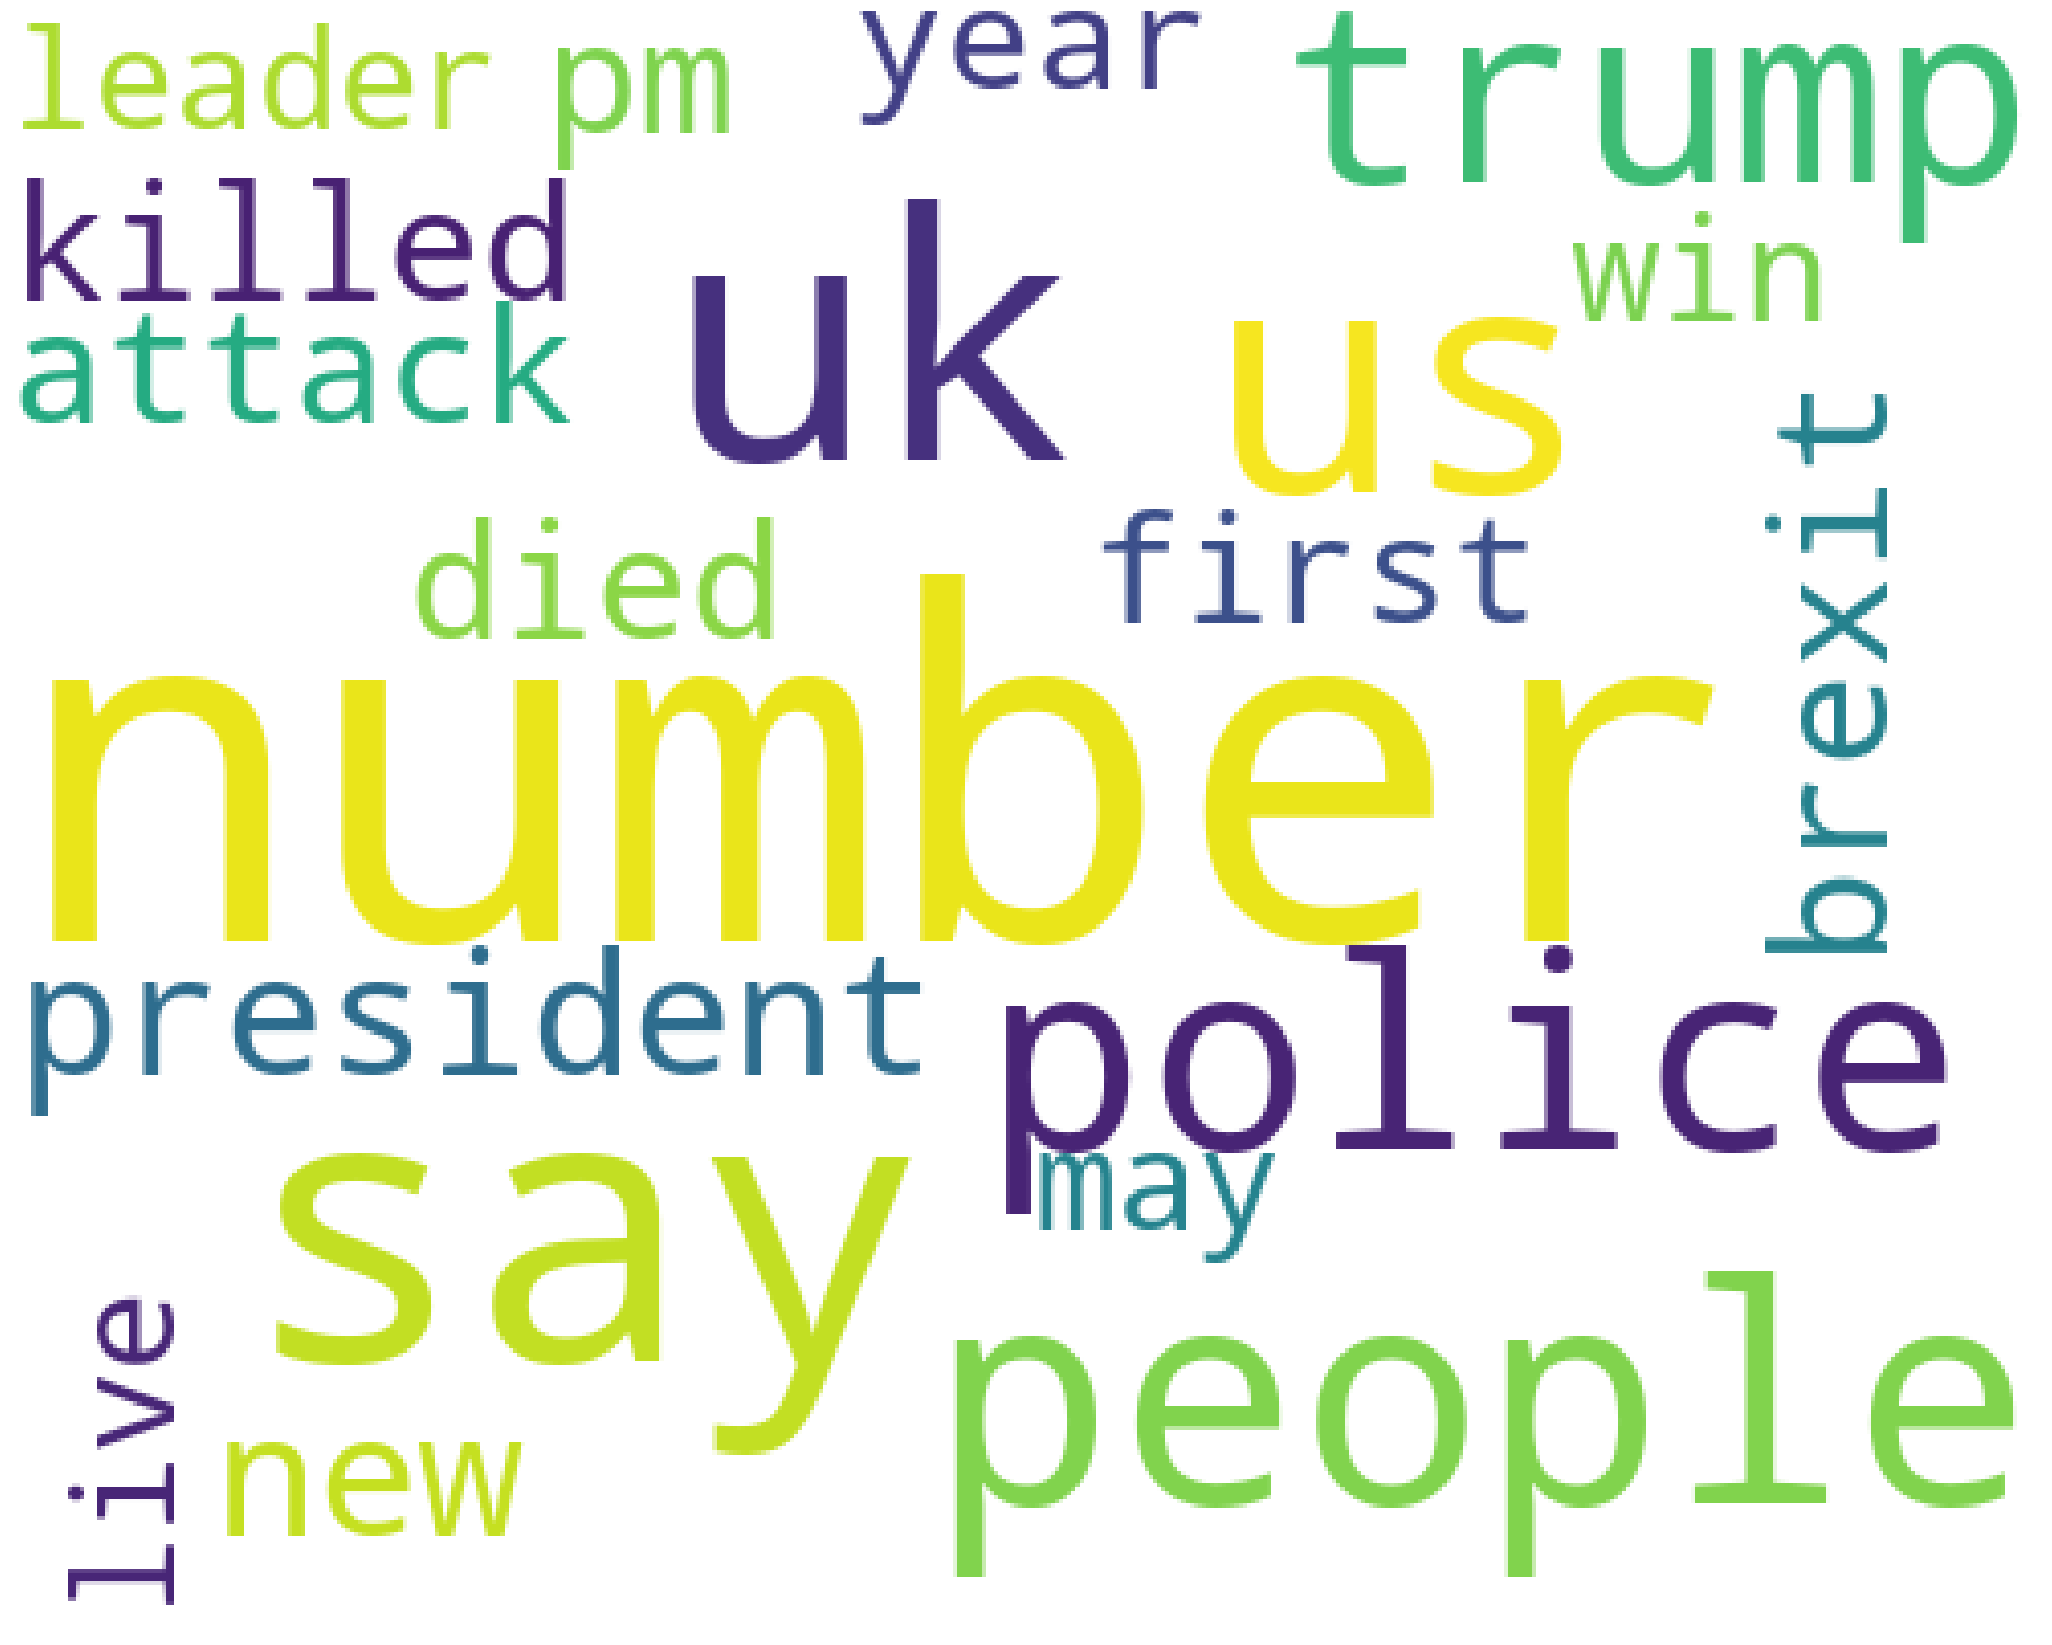 leader pm year trump
killed
win
attack uk us
brexit
died first
number
president police
may
say
people
live
new